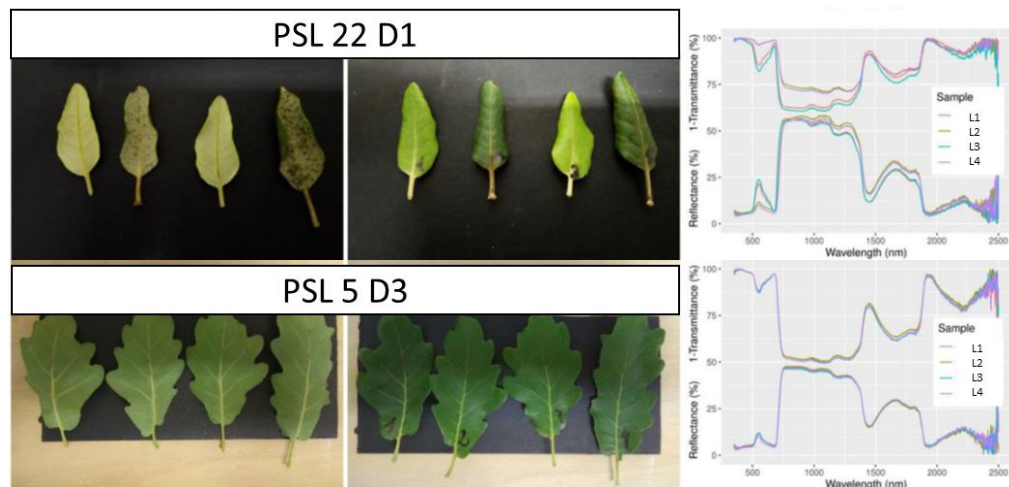 PSL 22 D1
100
75
50
25
0
1-Transmittance (%)
Reflectance (%)
Sample
L1
L2
L3
L4
500
1000
1500
2000
2500
Wavelength (nm)
PSL 5 D3
100
75
50
25
0
1-Transmittance (%)
Reflectance (%)
Sample
L1
L2
L3
L4
500
1000
1500
2000
2500
Wavelength (nm)